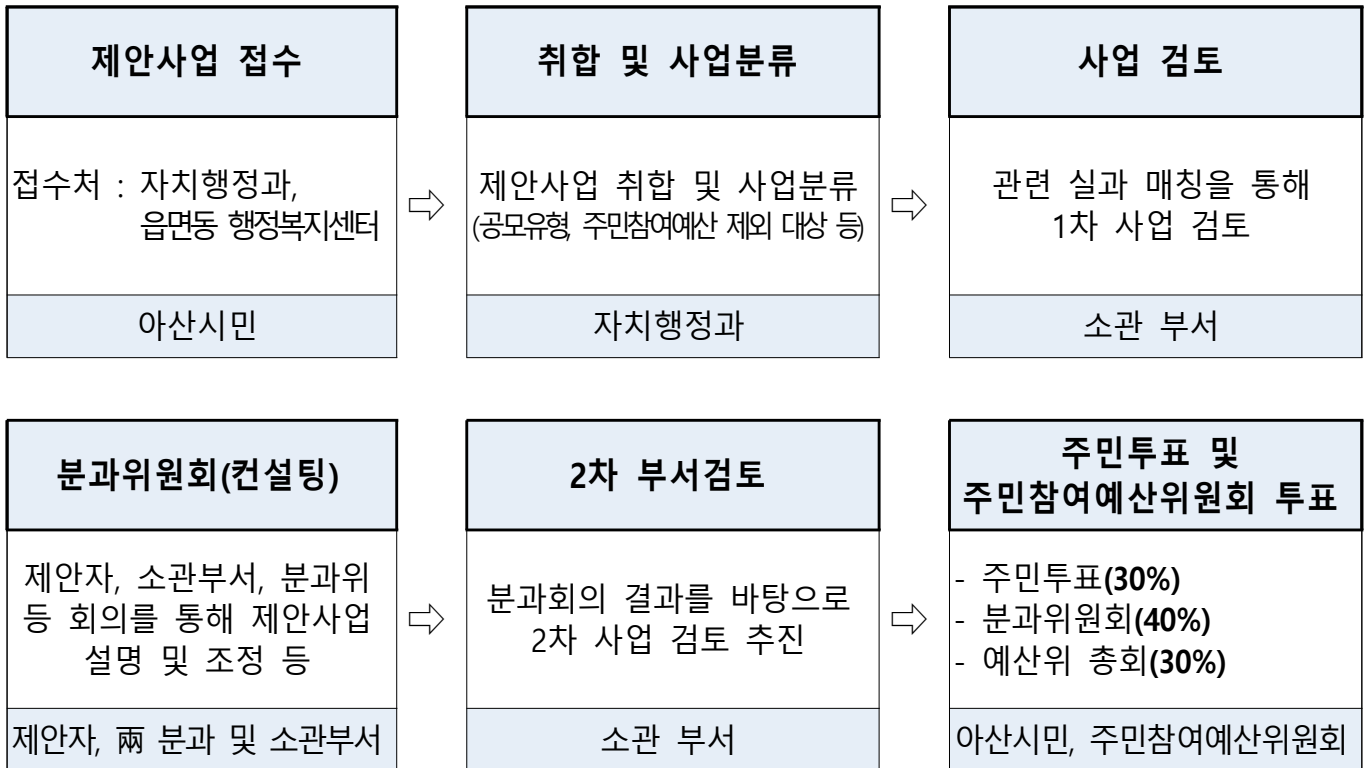 제안사업 접수
취합 및 사업분류
사업 검토
접수처 : 자치행정과,
읍면동 행정복지센터
⇨
제안사업 취합 및 사업분류
(공모유형, 주민참여예산 제외 대상 등)
⇨
관련 실과 매칭을 통해
1차 사업 검토
아산시민
자치행정과
소관 부서
분과위원회(컨설팅)
2차 부서검토
주민투표 및
주민참여예산위원회 투표
제안자, 소관부서, 분과위
등 회의를 통해 제안사업
설명 및 조정 등
⇨
분과회의 결과를 바탕으로
2차 사업 검토 추진
⇨
- 주민투표(30%)
- 분과위원회(40%)
- 예산위 총회(30%)
제안자, 兩 분과 및 소관부서
소관 부서
아산시민, 주민참여예산위원회